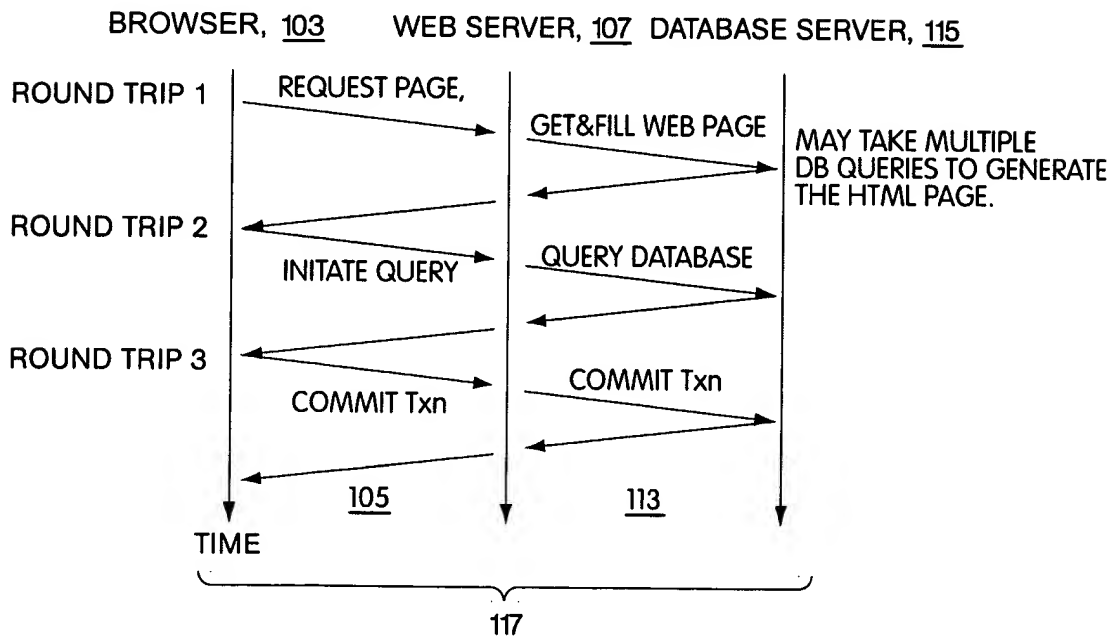 BROWSER, 103 WEB SERVER, 107 DATABASE SERVER, 115
ROUND TRIP 1
REQUEST PAGE,
GET&FILL WEB PAGE
MAY TAKE MULTIPLE
DB QUERIES TO GENERATE
THE HTML PAGE.
ROUND TRIP 2
INITATE QUERY
QUERY DATABASE
ROUND TRIP 3
COMMIT Txn
COMMIT Txn
105
113
TIME
117